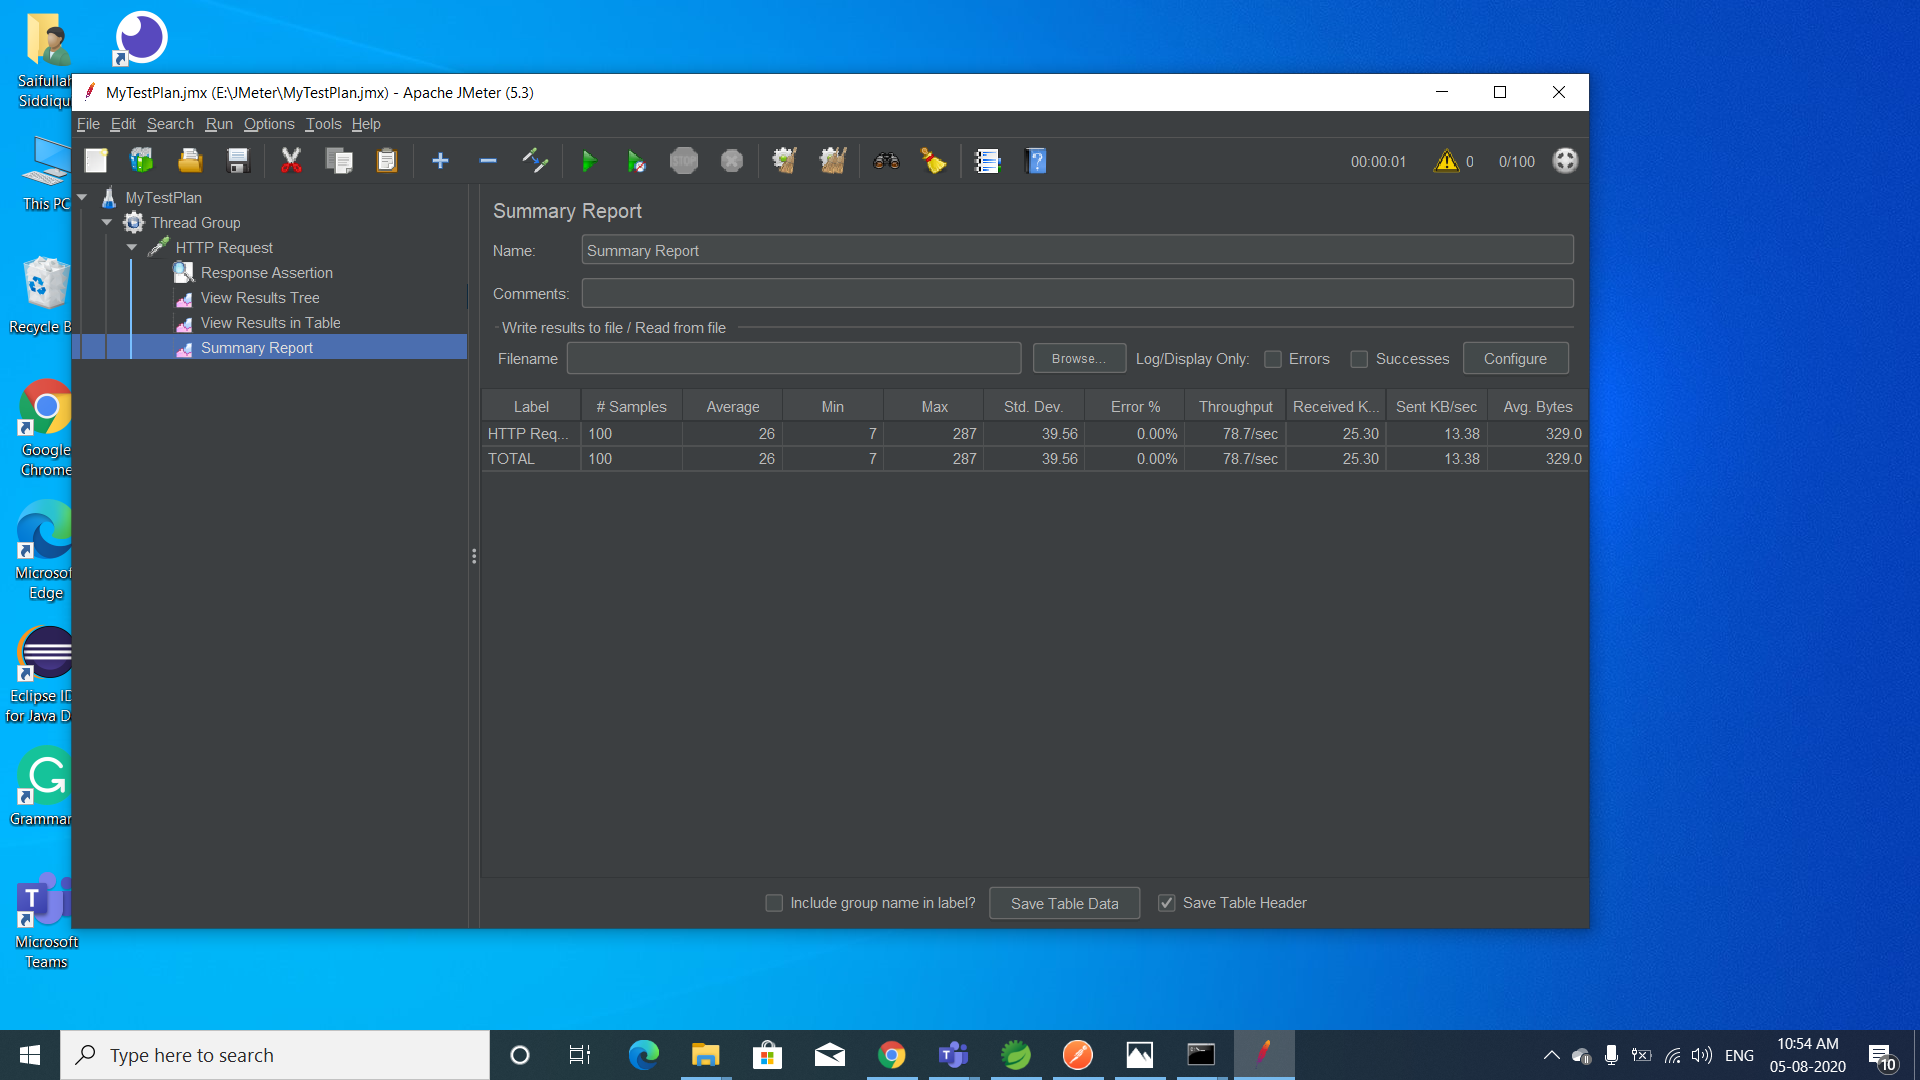 Saifullah
Siddiqu
This PC
Recycle B
Google
Chrome
Microsof
Edge
Eclipse ID
for Java D
Grammar
Microsoft
Teams
MyTestPlan.jmx (E:\JMeter\MyTestPlan.jmx) - Apache JMeter (5.3)
File Edit Search Run Options Tools Help
STOP
00:00:01 0 0/100
MyTestPlan
Thread Group
HTTP Request
Response Assertion
View Results Tree
View Results in Table
Summary Report
Summary Report
Name: Summary Report
Comments:
Write results to file / Read from file
Filename Browse... Log/Display Only: Errors Successes Configure
Label # Samples Average Min Max Std. Dev. Error % Throughput Received K... Sent KB/sec Avg. Bytes
HTTP Req... 100 26 7 287 39.56 0.00% 78.7/sec 25.30 13.38 329.0
TOTAL 100 26 7 287 39.56 0.00% 78.7/sec 25.30 13.38 329.0
Include group name in label? Save Table Data Save Table Header
Type here to search
ENG
10:54 AM
05-08-2020
10